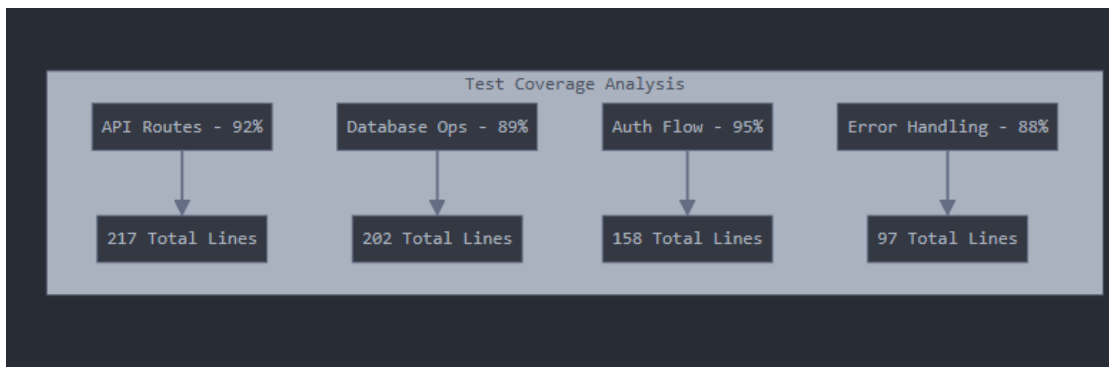 Test Coverage Analysis
API Routes - 92%
Database Ops - 89%
Auth Flow - 95%
Error Handling - 88%
217 Total Lines
202 Total Lines
158 Total Lines
97 Total Lines